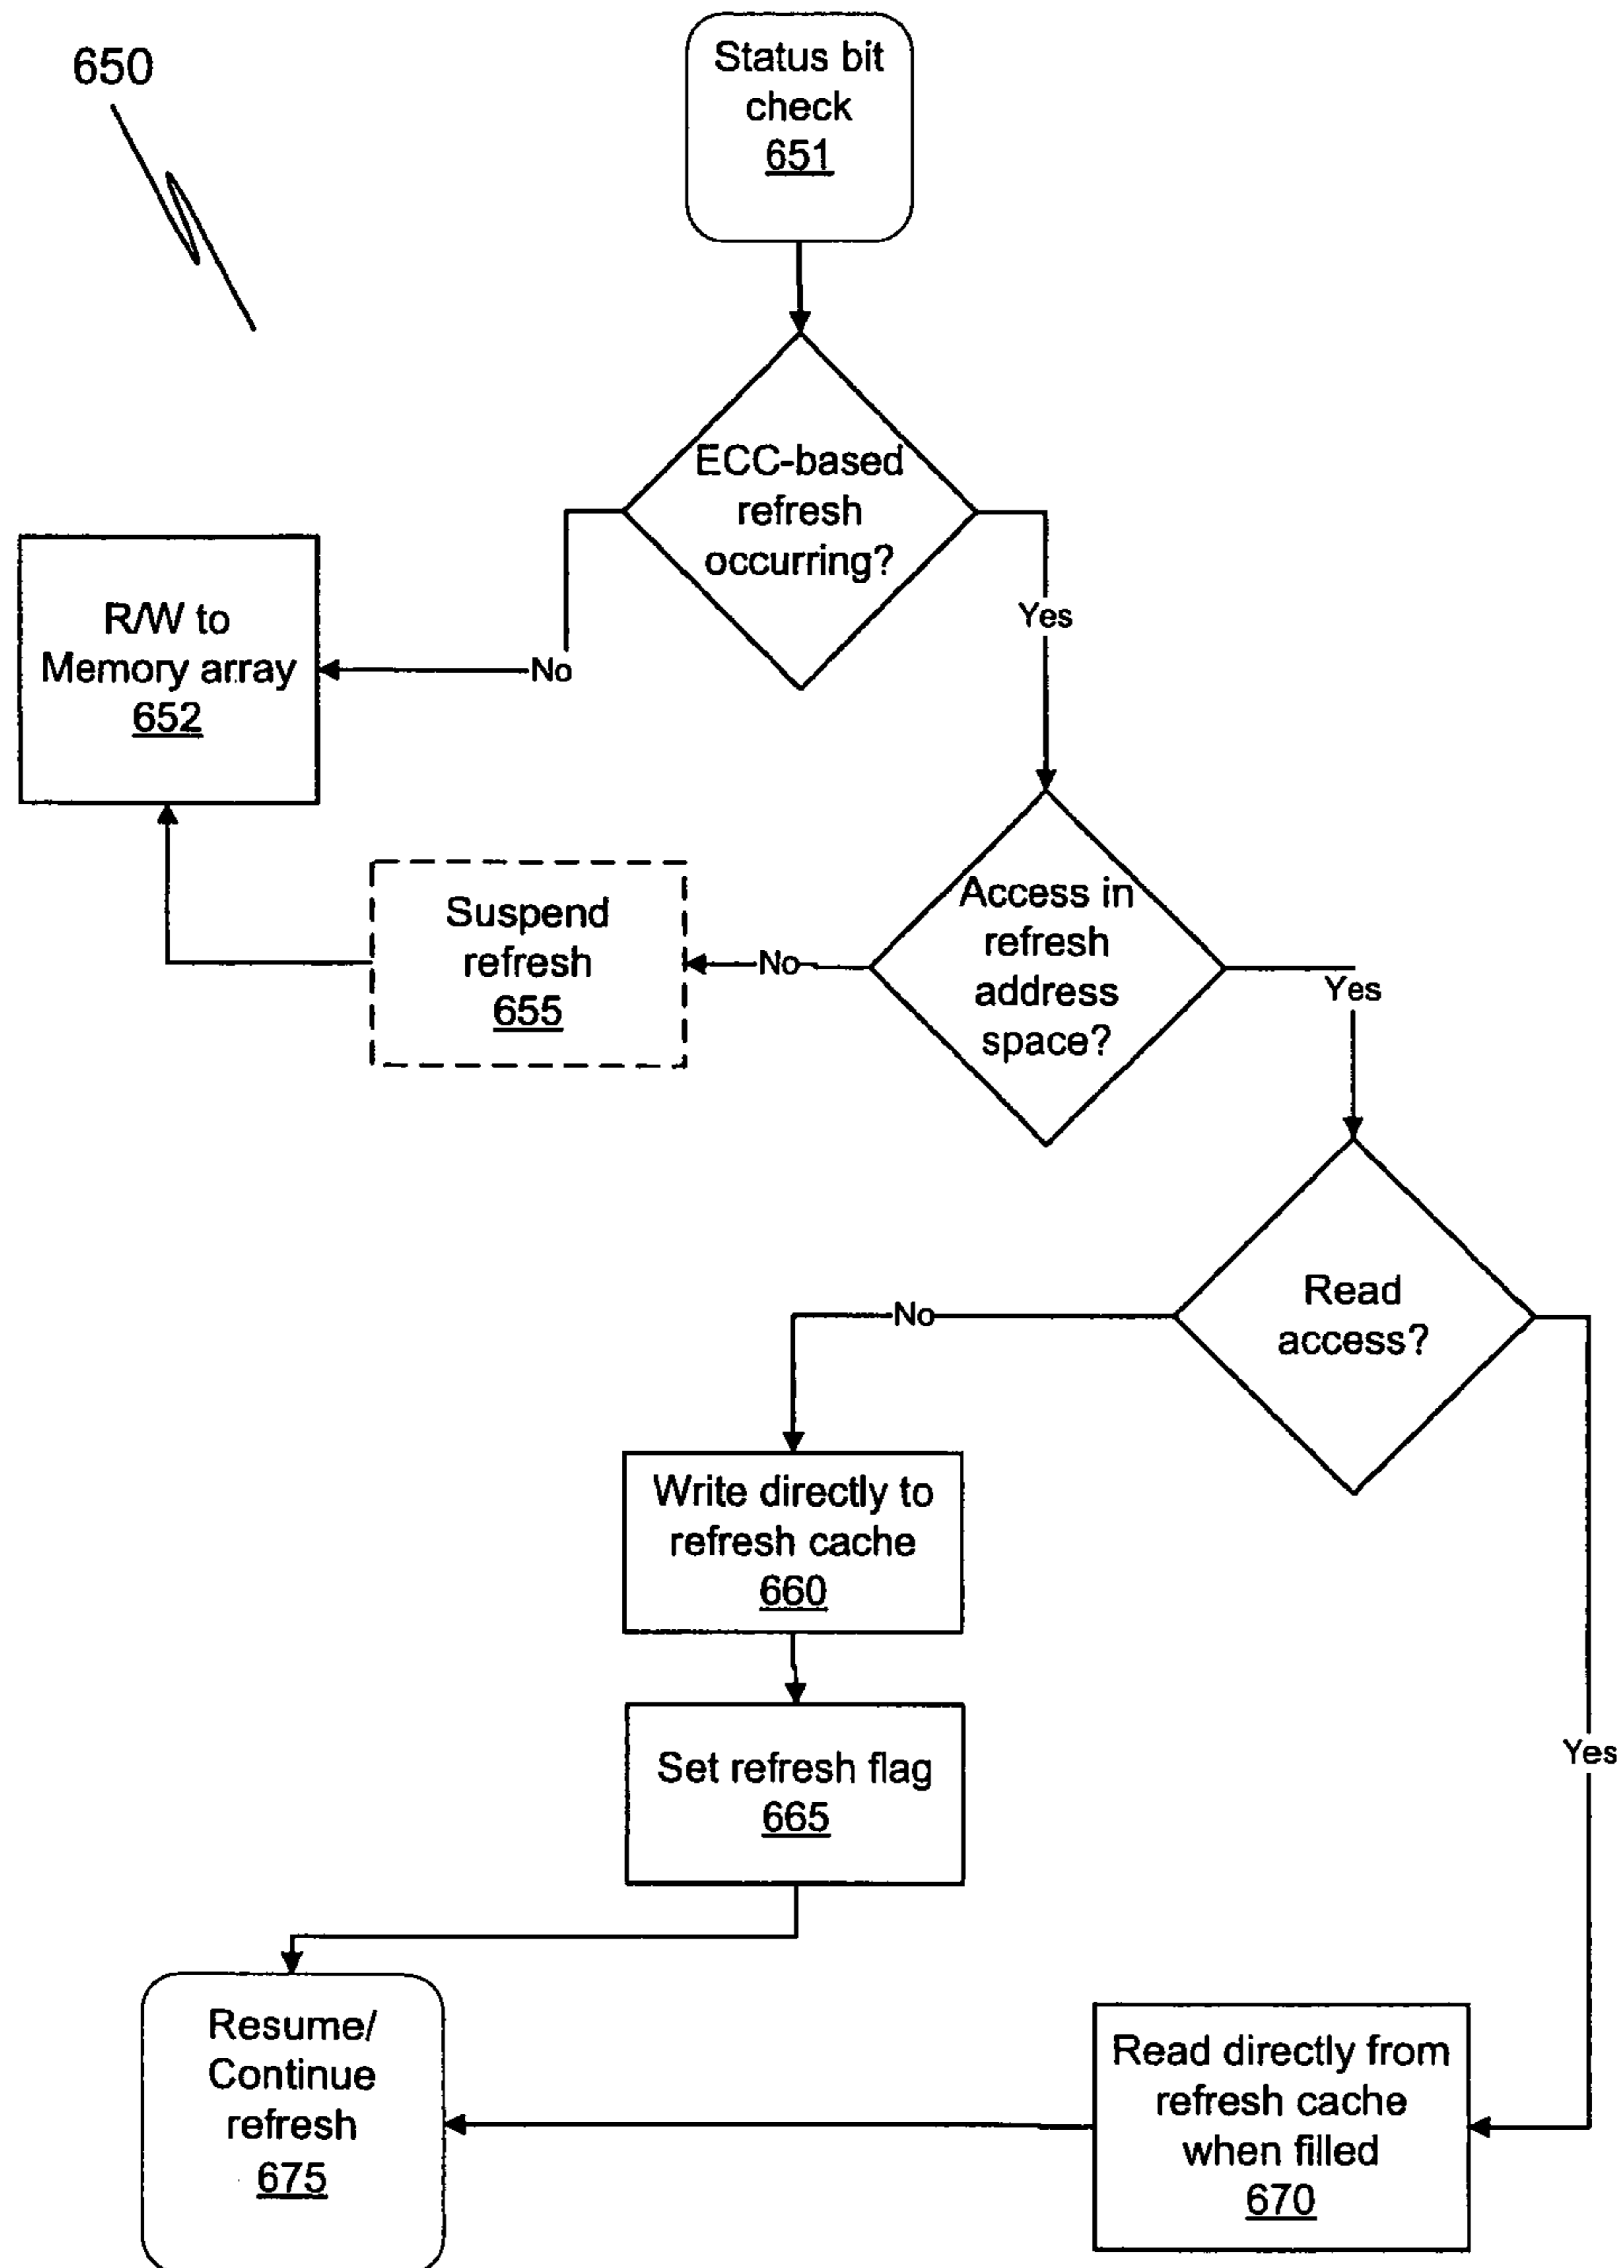 650
Status bit
check
651
ECC-based
refresh
occurring?
R/W to
Memory array
652
No
Yes
Suspend
refresh
655
No
Access in
refresh
address
space?
Yes
Read
access?
No
Write directly to
refresh cache
660
Set refresh flag
665
Yes
Resume/
Continue
refresh
675
Read directly from
refresh cache
when filled
670